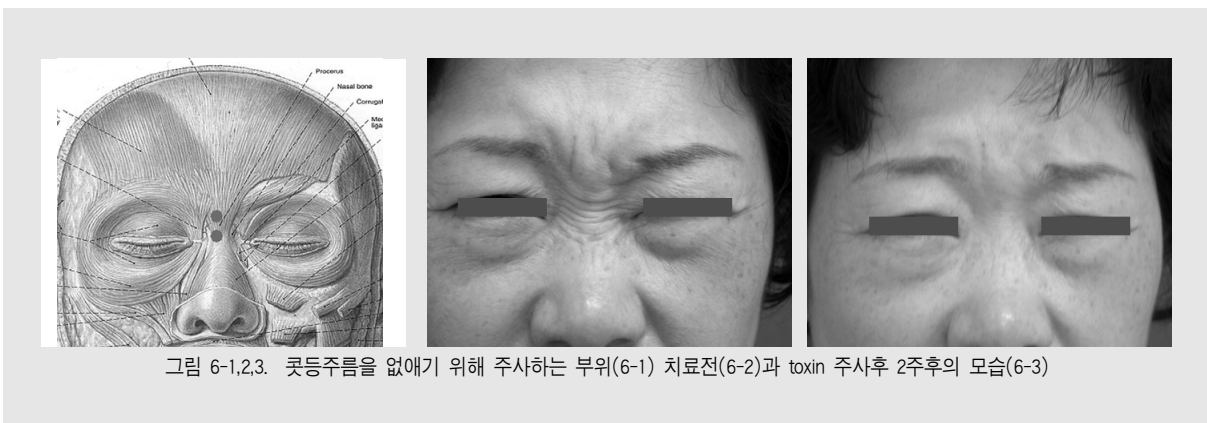 Procerus
Nasal bone
Corrugat
Med
liga
y
그림 6-1,2,3. 콧등주름을 없애기 위해 주사하는 부위(6-1) 치료전(6-2)과 toxin 주사후 2주후의 모습(6-3)